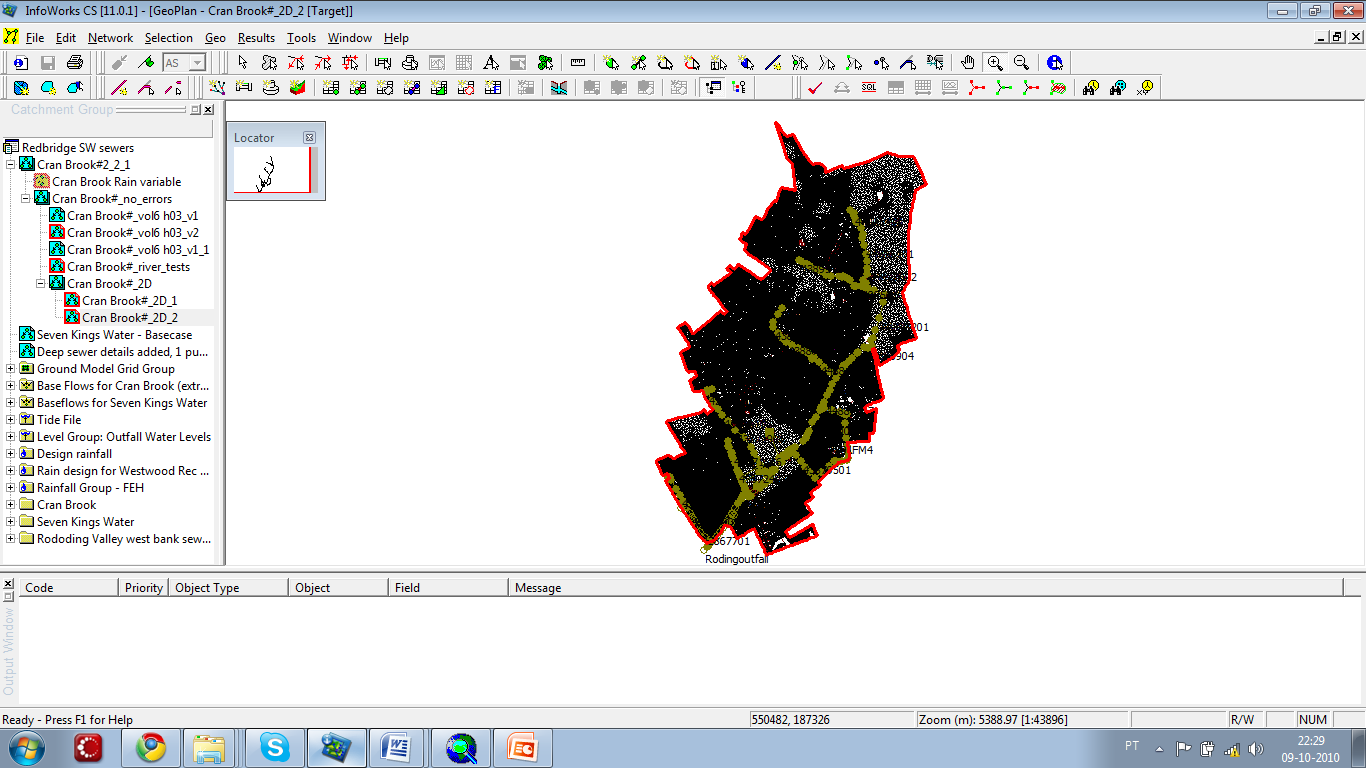 InfoWorks CS [11.0.1] - [GeoPlan - Cran Brook#_2D_2 [Target]]
File Edit Network Selection Geo Results Tools Window Help
AS
SQL
Catchment Group
Redbridge SW sewers
Cran Brook#2_2_1
Cran Brook Rain variable
Cran Brook#_no_errors
Cran Brook#_vol6 h03_v1
Cran Brook#_vol6 h03_v2
Cran Brook#_vol6 h03_v1_1
Cran Brook#_river_tests
Cran Brook#_2D
Cran Brook#_2D_1
Cran Brook#_2D_2
Seven Kings Water - Basecase
Deep sewer details added, 1 pu...
Ground Model Grid Group
Base Flows for Cran Brook (extr...
Baseflows for Seven Kings Water
Tide File
Level Group: Outfall Water Levels
Design rainfall
Rain design for Westwood Rec ...
Rainfall Group - FEH
Cran Brook
Seven Kings Water
Rododing Valley west bank sew...
Locator
1
2
201
904
FM4
501
867701
Rodingoutfall
Code Priority Object Type Object Field Message
Output Window
Ready - Press F1 for Help 550482, 187326 Zoom (m): 5388.97 [1:43896] R/W NUM
PT 22:29
09-10-2010